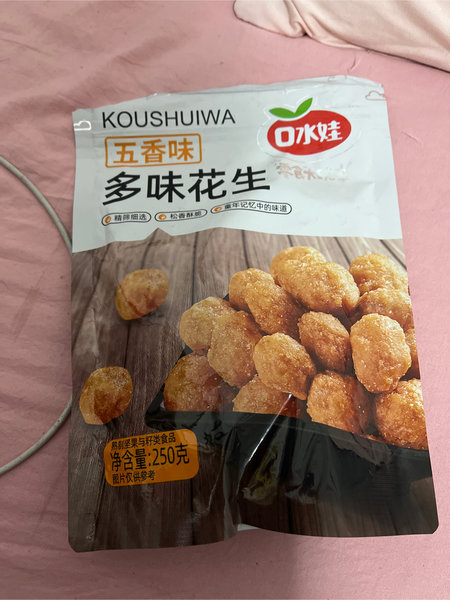 KOUSHUIWA
口水娃
五香味
多味花生
精筛细选 松香酥脆 童年记忆中的味道
熟制坚果与籽类食品
净含量:250克
图片仅供参考